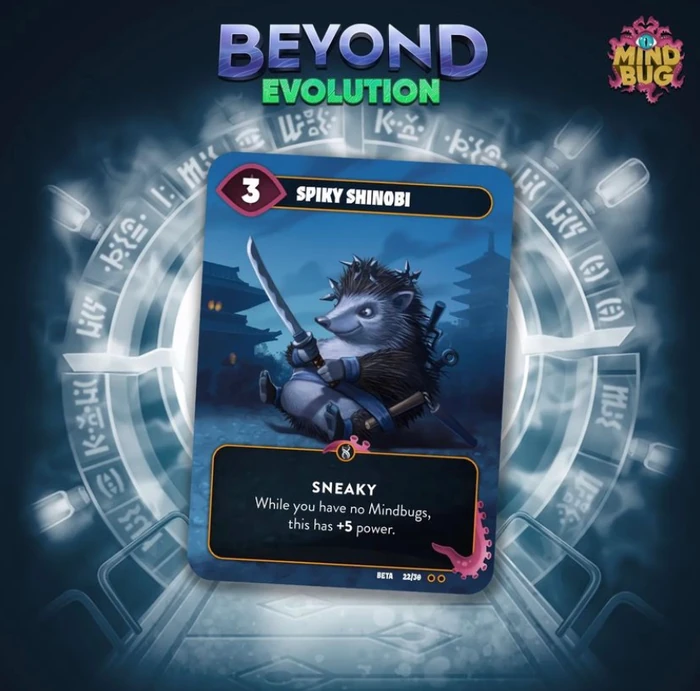 BEYOND
EVOLUTION
MIND
BUG
3
SPIKY SHINOBI
SNEAKY
While you have no Mindbugs,
this has +5 power.
BETA 22/36